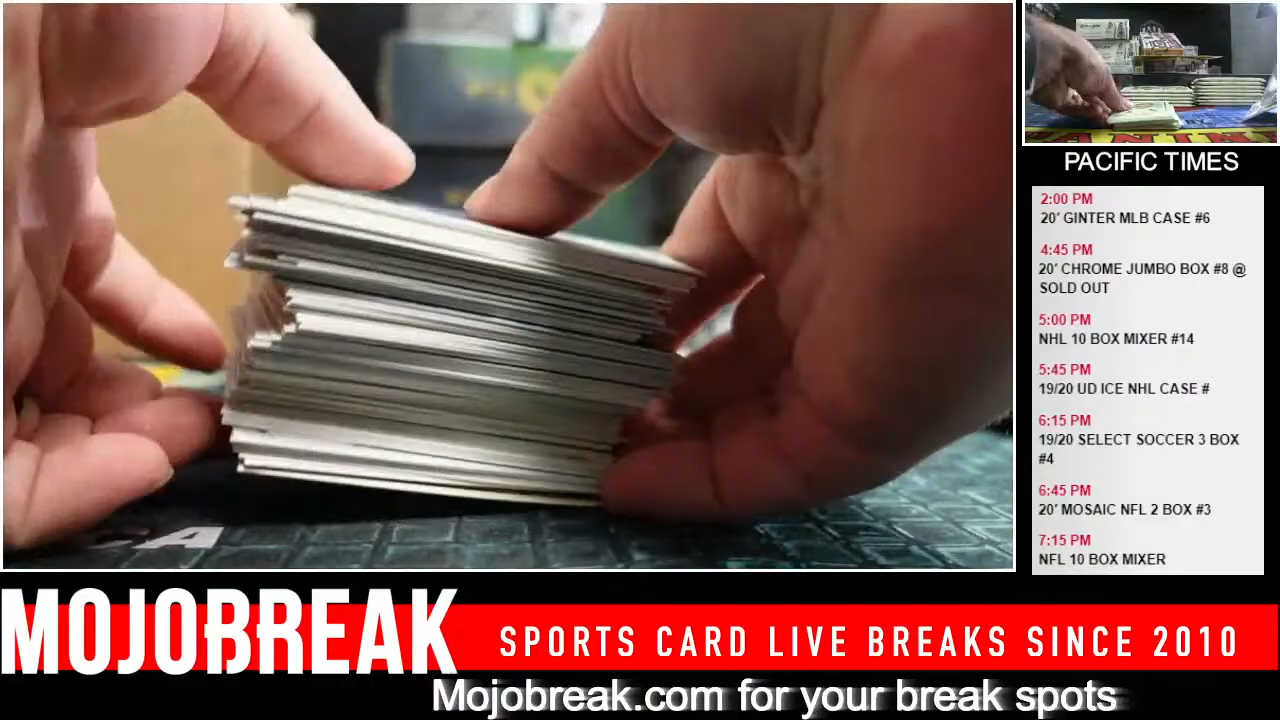 CA
PACIFIC TIMES
2:00 PM
20' GINTER MLB CASE #6
4:45 PM
20' CHROME JUMBO BOX #8 @
SOLD OUT
5:00 PM
NHL 10 BOX MIXER #14
5:45 PM
19/20 UD ICE NHL CASE #
6:15 PM
19/20 SELECT SOCCER 3 BOX
#4
6:45 PM
20' MOSAIC NFL 2 BOX #3
7:15 PM
NFL 10 BOX MIXER
MOJOBREAK
SPORTS CARD LIVE BREAKS SINCE 2010
Mojobreak.com for your break spots